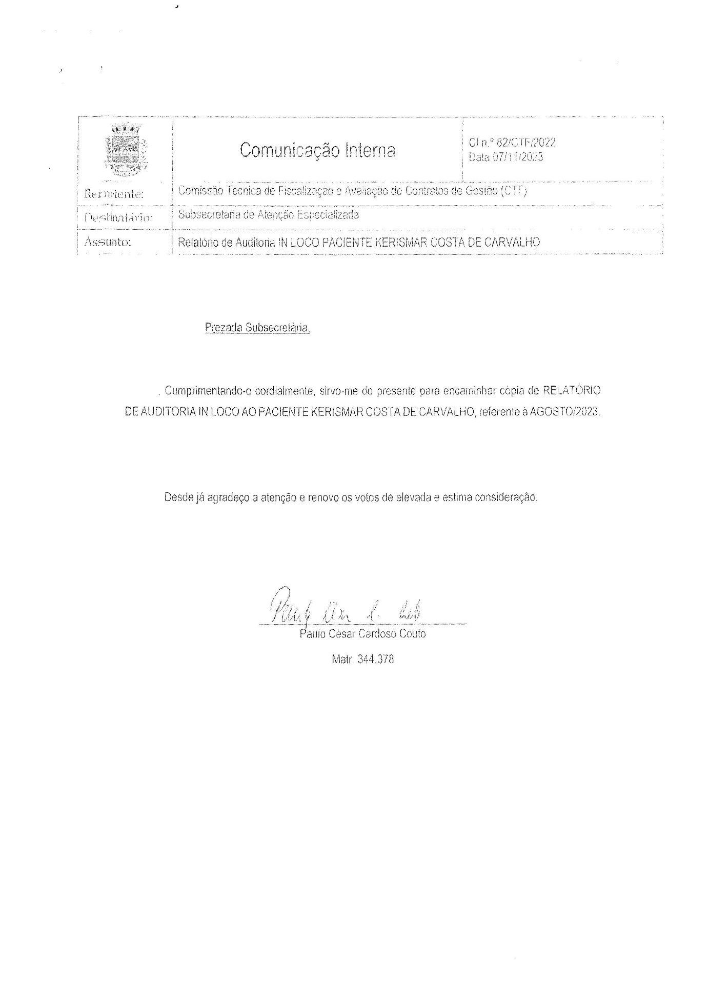 Comunicação Interna
CI n.º 82/CTF/2022
Data 07/11/2023
Remetente:
Comissão Técnica de Fiscalização e Avaliação de Contratos de Gestão (CTF)
Destinatário:
Subsecretaria de Atenção Especializada
Assunto:
Relatório de Auditoria IN LOCO PACIENTE KERISMAR COSTA DE CARVALHO
Prezada Subsecretária,
Cumprimentando-o cordialmente, sirvo-me do presente para encaminhar cópia de RELATÓRIO
DE AUDITORIA IN LOCO AO PACIENTE KERISMAR COSTA DE CARVALHO, referente à AGOSTO/2023.
Desde já agradeço a atenção e renovo os votos de elevada e estima consideração.
Paulo César Cardoso Couto
Matr. 344.378